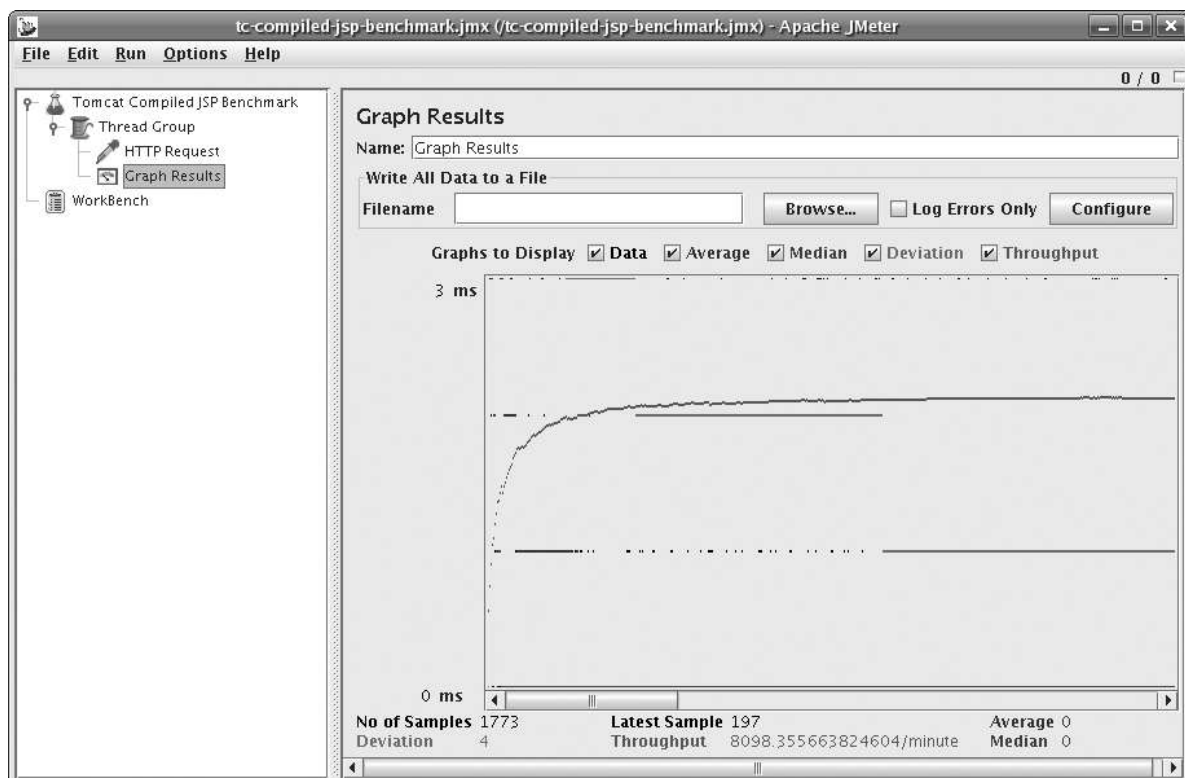 tc-compiled-jsp-benchmark.jmx (/tc-compiled-jsp-benchmark.jmx) - Apache JMeter
File Edit Run Options Help
0 / 0
Tomcat Compiled JSP Benchmark
Thread Group
HTTP Request
Graph Results
WorkBench
Graph Results
Name: Graph Results
Write All Data to a File
Filename Browse... Log Errors Only Configure
Graphs to Display Data Average Median Deviation Throughput
3 ms
0 ms
No of Samples 1773 Latest Sample 197 Average 0
Deviation 4 Throughput 8098.355663824604/minute Median 0